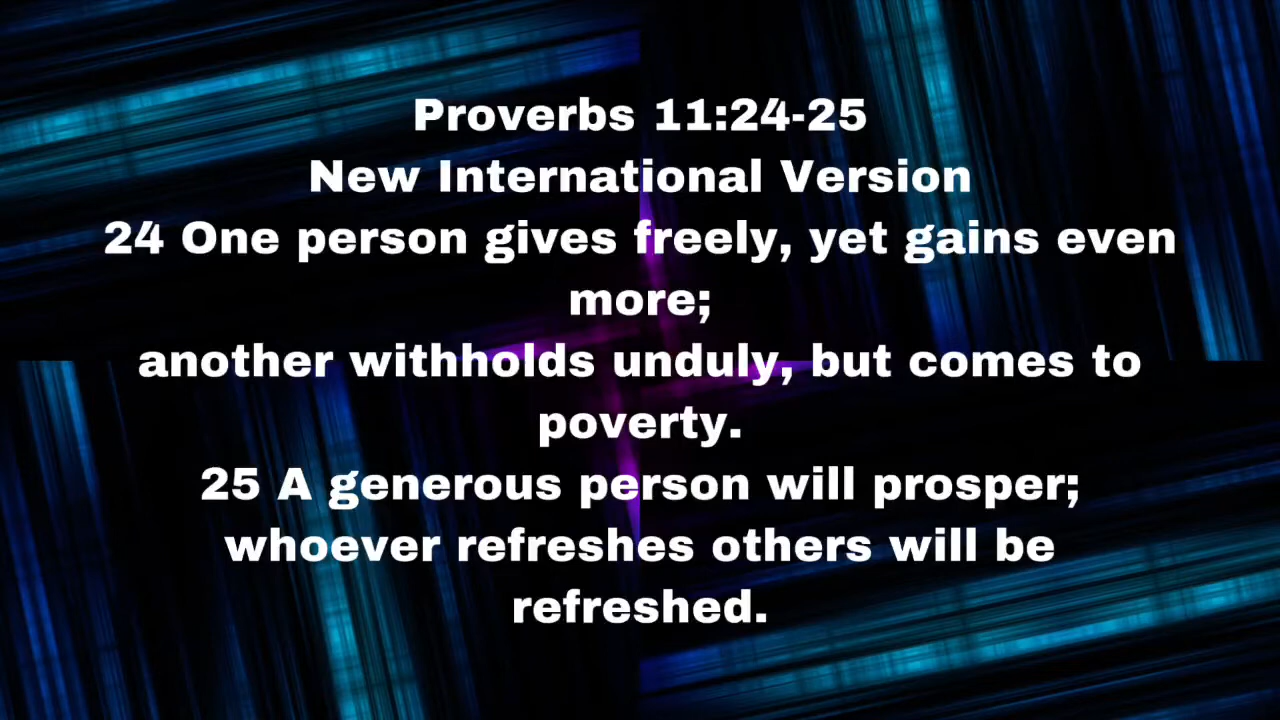 Proverbs 11:24-25
New International Version
24 One person gives freely, yet gains even
more;
another withholds unduly, but comes to
poverty.
25 A generous person will prosper;
whoever refreshes others will be
refreshed.